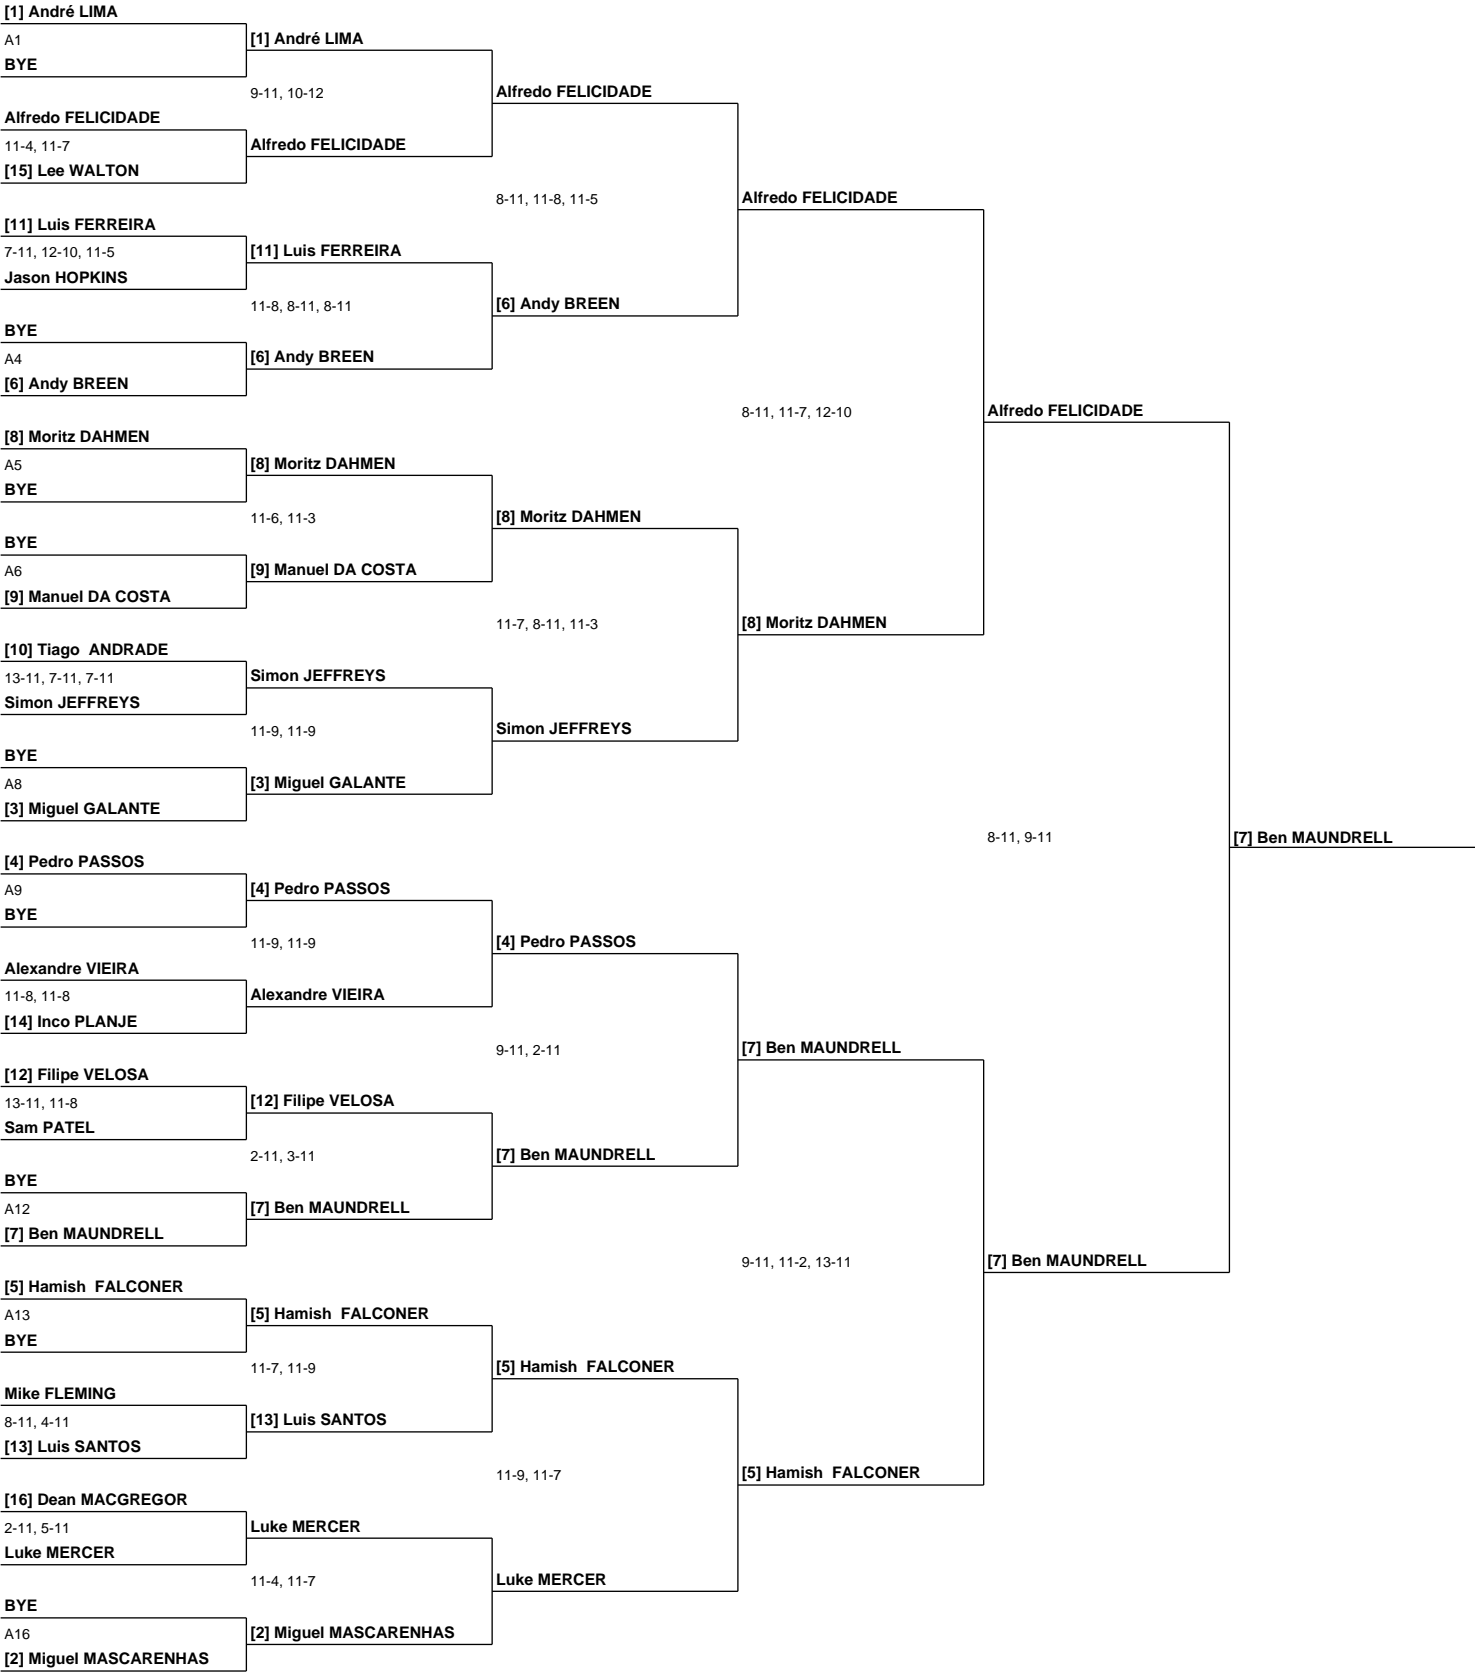 [1] André LIMA
A1
[1] André LIMA
BYE
9-11, 10-12
Alfredo FELICIDADE
Alfredo FELICIDADE
11-4, 11-7
Alfredo FELICIDADE
[15] Lee WALTON
8-11, 11-8, 11-5
Alfredo FELICIDADE
[11] Luis FERREIRA
7-11, 12-10, 11-5
[11] Luis FERREIRA
Jason HOPKINS
11-8, 8-11, 8-11
[6] Andy BREEN
BYE
A4
[6] Andy BREEN
[6] Andy BREEN
8-11, 11-7, 12-10
Alfredo FELICIDADE
[8] Moritz DAHMEN
A5
[8] Moritz DAHMEN
BYE
11-6, 11-3
[8] Moritz DAHMEN
BYE
A6
[9] Manuel DA COSTA
[9] Manuel DA COSTA
11-7, 8-11, 11-3
[8] Moritz DAHMEN
[10] Tiago  ANDRADE
13-11, 7-11, 7-11
Simon JEFFREYS
Simon JEFFREYS
11-9, 11-9
Simon JEFFREYS
BYE
A8
[3] Miguel GALANTE
[3] Miguel GALANTE
8-11, 9-11
[7] Ben MAUNDRELL
[4] Pedro PASSOS
A9
[4] Pedro PASSOS
BYE
11-9, 11-9
[4] Pedro PASSOS
Alexandre VIEIRA
11-8, 11-8
Alexandre VIEIRA
[14] Inco PLANJE
9-11, 2-11
[7] Ben MAUNDRELL
[12] Filipe VELOSA
13-11, 11-8
[12] Filipe VELOSA
Sam PATEL
2-11, 3-11
[7] Ben MAUNDRELL
BYE
A12
[7] Ben MAUNDRELL
[7] Ben MAUNDRELL
9-11, 11-2, 13-11
[7] Ben MAUNDRELL
[5] Hamish  FALCONER
A13
[5] Hamish  FALCONER
BYE
11-7, 11-9
[5] Hamish  FALCONER
Mike FLEMING
8-11, 4-11
[13] Luis SANTOS
[13] Luis SANTOS
11-9, 11-7
[5] Hamish  FALCONER
[16] Dean MACGREGOR
2-11, 5-11
Luke MERCER
Luke MERCER
11-4, 11-7
Luke MERCER
BYE
A16
[2] Miguel MASCARENHAS
[2] Miguel MASCARENHAS